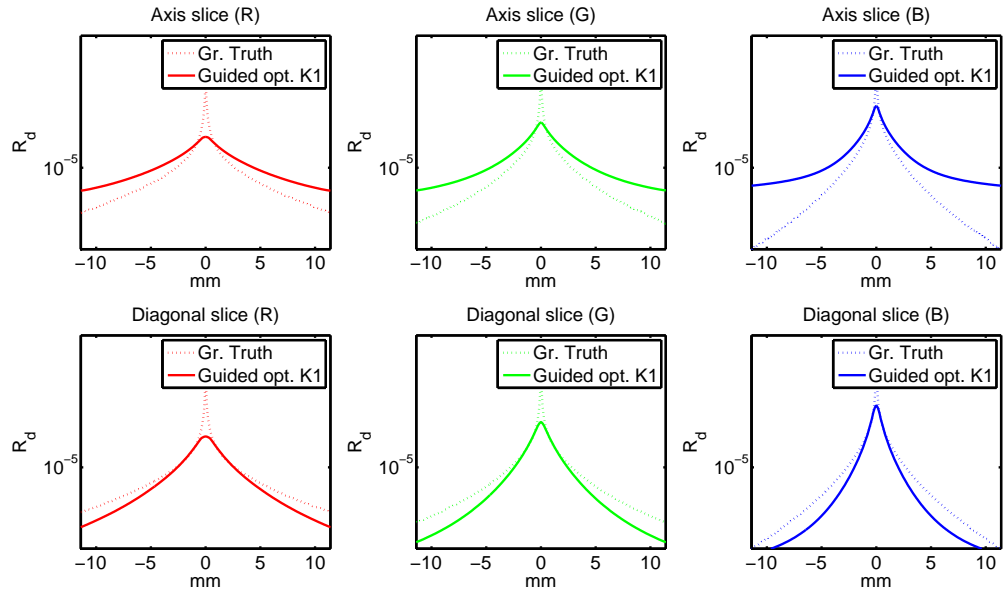 Axis slice (R)
Gr. Truth
Guided opt. K1
R_d
10^−5
−10 −5 0 5 10
mm
Axis slice (G)
Gr. Truth
Guided opt. K1
R_d
10^−5
−10 −5 0 5 10
mm
Axis slice (B)
Gr. Truth
Guided opt. K1
R_d
10^−5
−10 −5 0 5 10
mm
Diagonal slice (R)
Gr. Truth
Guided opt. K1
R_d
10^−5
−10 −5 0 5 10
mm
Diagonal slice (G)
Gr. Truth
Guided opt. K1
R_d
10^−5
−10 −5 0 5 10
mm
Diagonal slice (B)
Gr. Truth
Guided opt. K1
R_d
10^−5
−10 −5 0 5 10
mm